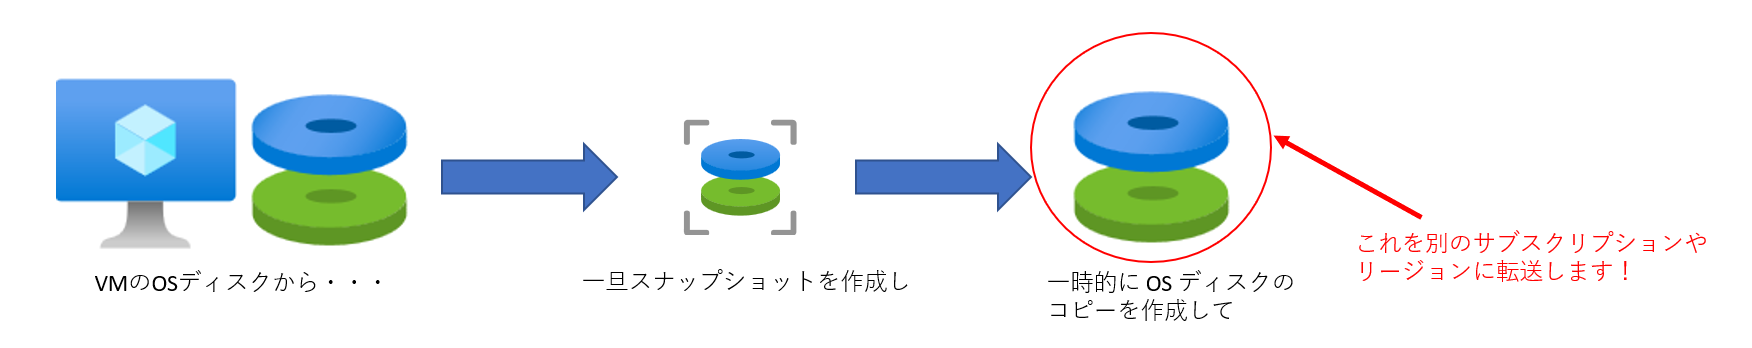 VMのOSディスクから・・・
一旦スナップショットを作成し
一時的に OS ディスクの
コピーを作成して
これを別のサブスクリプションや
リージョンに転送します！